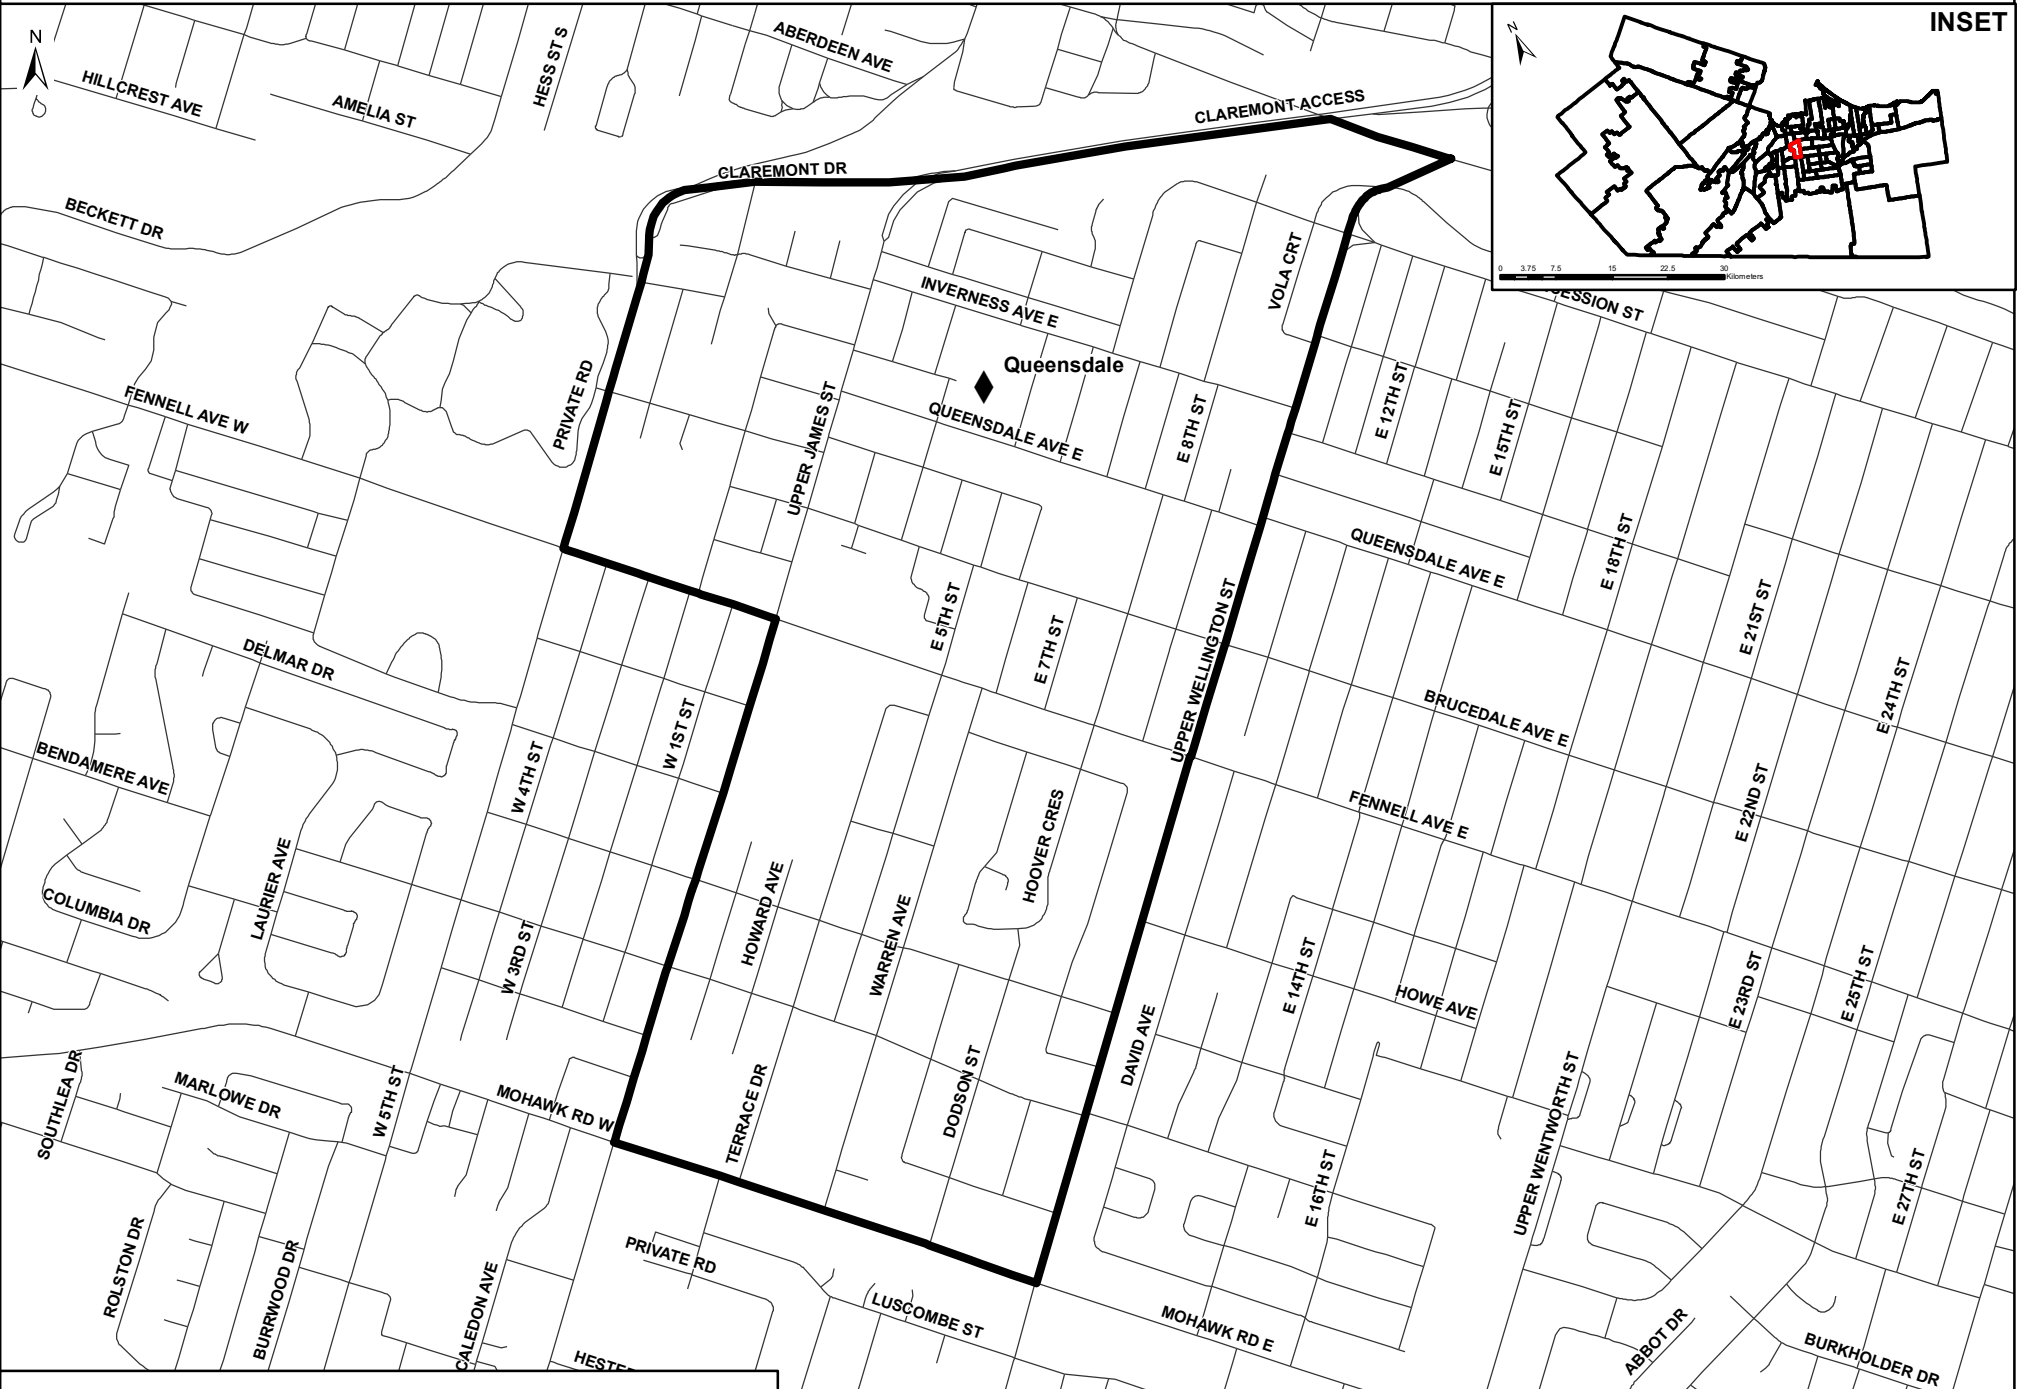 N
HILLCREST AVE
AMELIA ST
HESS ST S
ABERDEEN AVE
CLAREMONT ACCESS
N
INSET
0 3.75 7.5 15 22.5 30
Kilometers
CLAREMONT DR
BECKETT DR
VOLA CRT
INVERNESS AVE E
Queensdale
PRIVATE RD
FENNELL AVE W
UPPER JAMES ST
QUEENSDALE AVE E
E 8TH ST
E 12TH ST
E 15TH ST
QUEENSDALE AVE E
E 18TH ST
E 5TH ST
E 7TH ST
UPPER WELLINGTON ST
E 21ST ST
E 24TH ST
DELMAR DR
W 1ST ST
BRUCEDALE AVE E
BENDAMERE AVE
W 4TH ST
HOOVER CRES
FENNELL AVE E
E 22ND ST
COLUMBIA DR
LAURIER AVE
W 3RD ST
HOWARD AVE
WARREN AVE
E 14TH ST
HOWE AVE
E 23RD ST
E 25TH ST
SOUTHLEA DR
MARLOWE DR
W 5TH ST
MOHAWK RD W
TERRACE DR
DODSON ST
DAVID AVE
UPPER WENTWORTH ST
E 16TH ST
E 27TH ST
ROLSTON DR
BURRWOOD DR
CALEDON AVE
PRIVATE RD
LUSCOMBE ST
MOHAWK RD E
ABBOT DR
BURKHOLDER DR